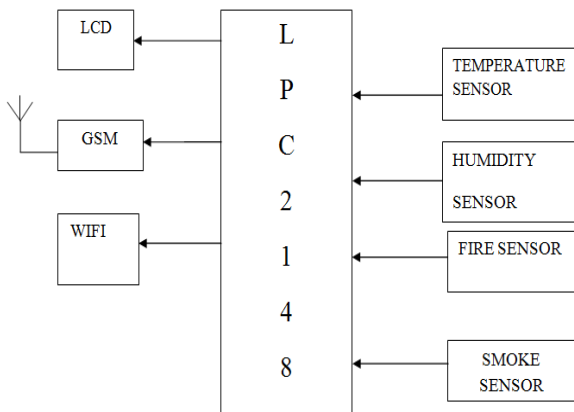 LCD
GSM
WIFI
L
P
C
2
1
4
8
TEMPERATURE
SENSOR
HUMIDITY
SENSOR
FIRE SENSOR
SMOKE
SENSOR